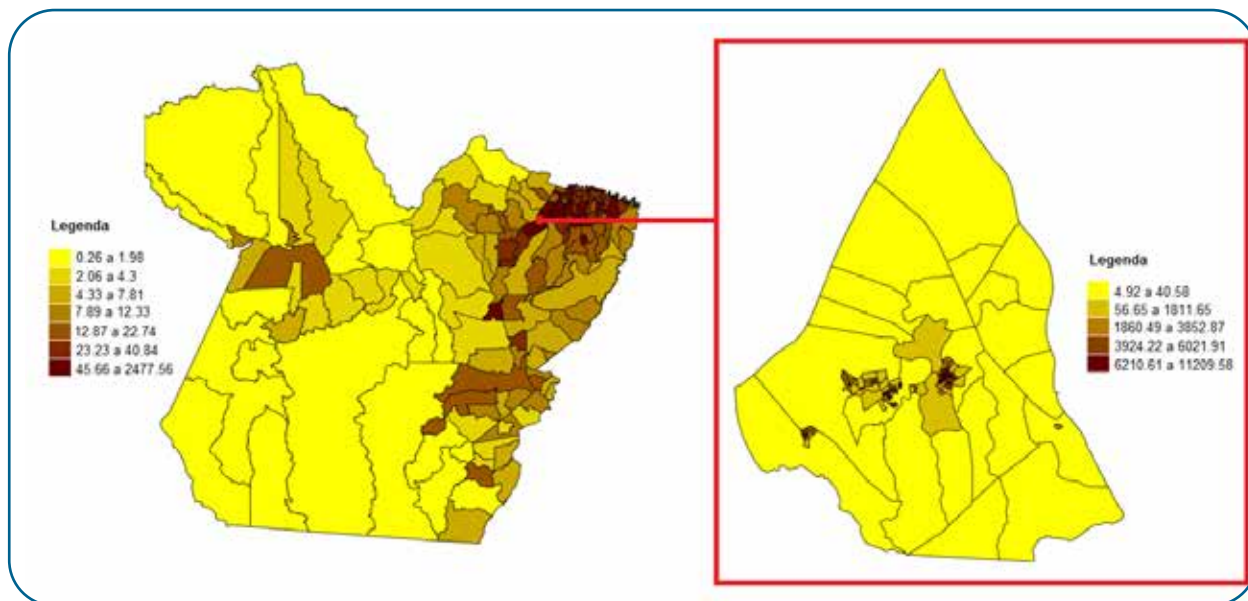 Legenda
0.26 a 1.98
2.06 a 4.3
4.33 a 7.81
7.89 a 12.33
12.87 a 22.74
23.23 a 40.84
45.66 a 2477.56
Legenda
4.92 a 40.58
56.65 a 1811.65
1860.49 a 3852.87
3924.22 a 6021.91
6210.61 a 11209.58